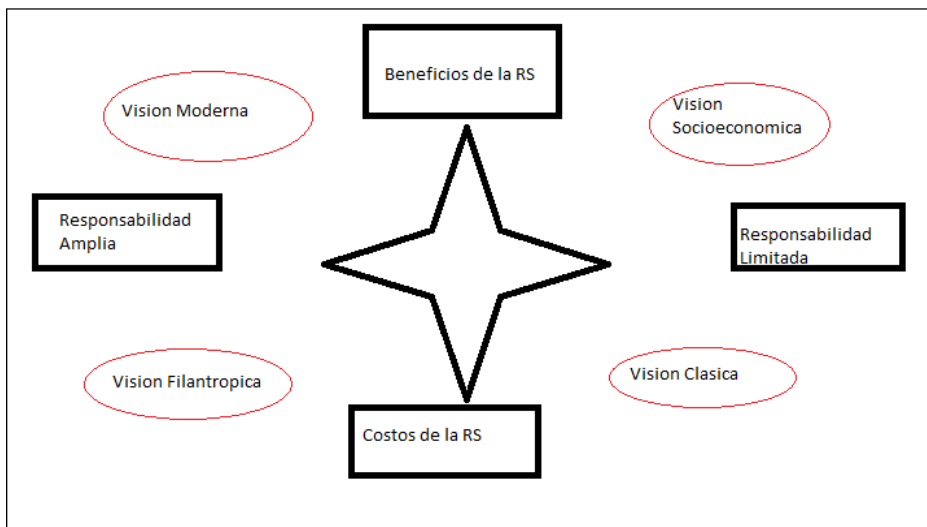 Beneficios de la RS
Vision Moderna
Vision
Socioeconomica
Responsabilidad
Amplia
Responsabilidad
Limitada
Vision Filantropica
Vision Clasica
Costos de la RS